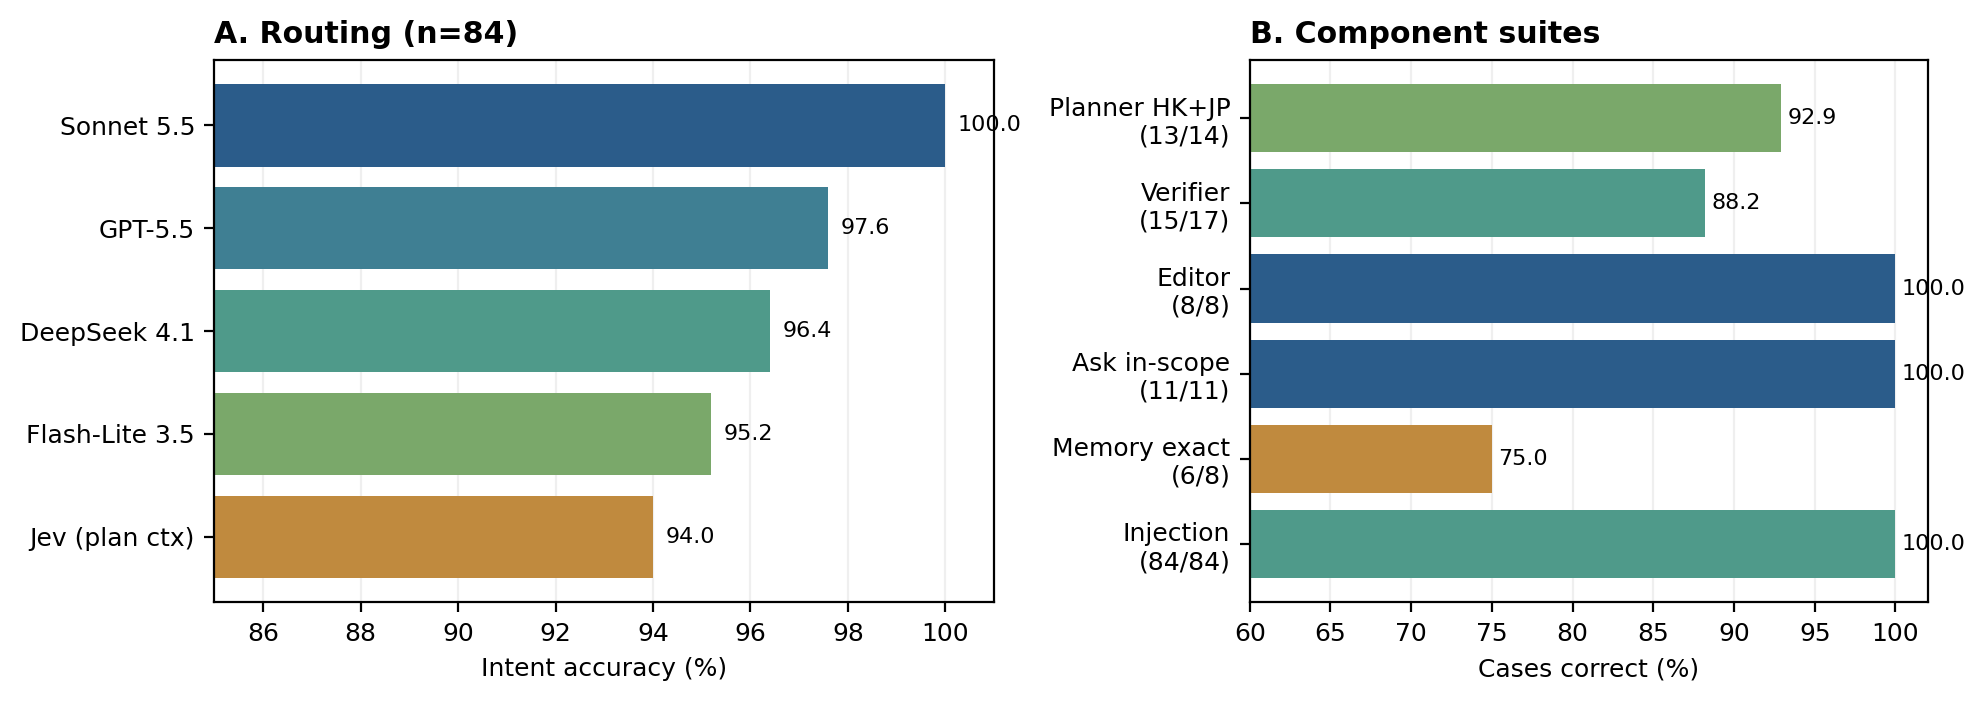 A. Routing (n=84)
Sonnet 5.5
100.0
GPT-5.5
97.6
DeepSeek 4.1
96.4
Flash-Lite 3.5
95.2
Jev (plan ctx)
94.0
86 88 90 92 94 96 98 100
Intent accuracy (%)
B. Component suites
Planner HK+JP
(13/14)
92.9
Verifier
(15/17)
88.2
Editor
(8/8)
100.0
Ask in-scope
(11/11)
100.0
Memory exact
(6/8)
75.0
Injection
(84/84)
100.0
60 65 70 75 80 85 90 95 100
Cases correct (%)